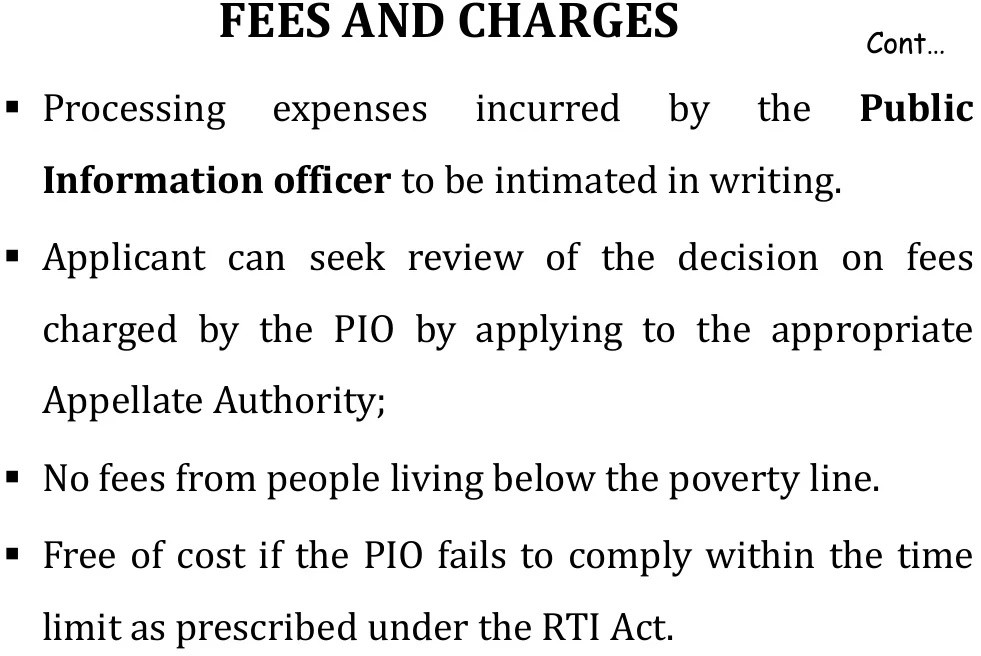 FEES AND CHARGES
Cont...
▪ Processing expenses incurred by the Public
Information officer to be intimated in writing.
▪ Applicant can seek review of the decision on fees
charged by the PIO by applying to the appropriate
Appellate Authority;
▪ No fees from people living below the poverty line.
▪ Free of cost if the PIO fails to comply within the time
limit as prescribed under the RTI Act.